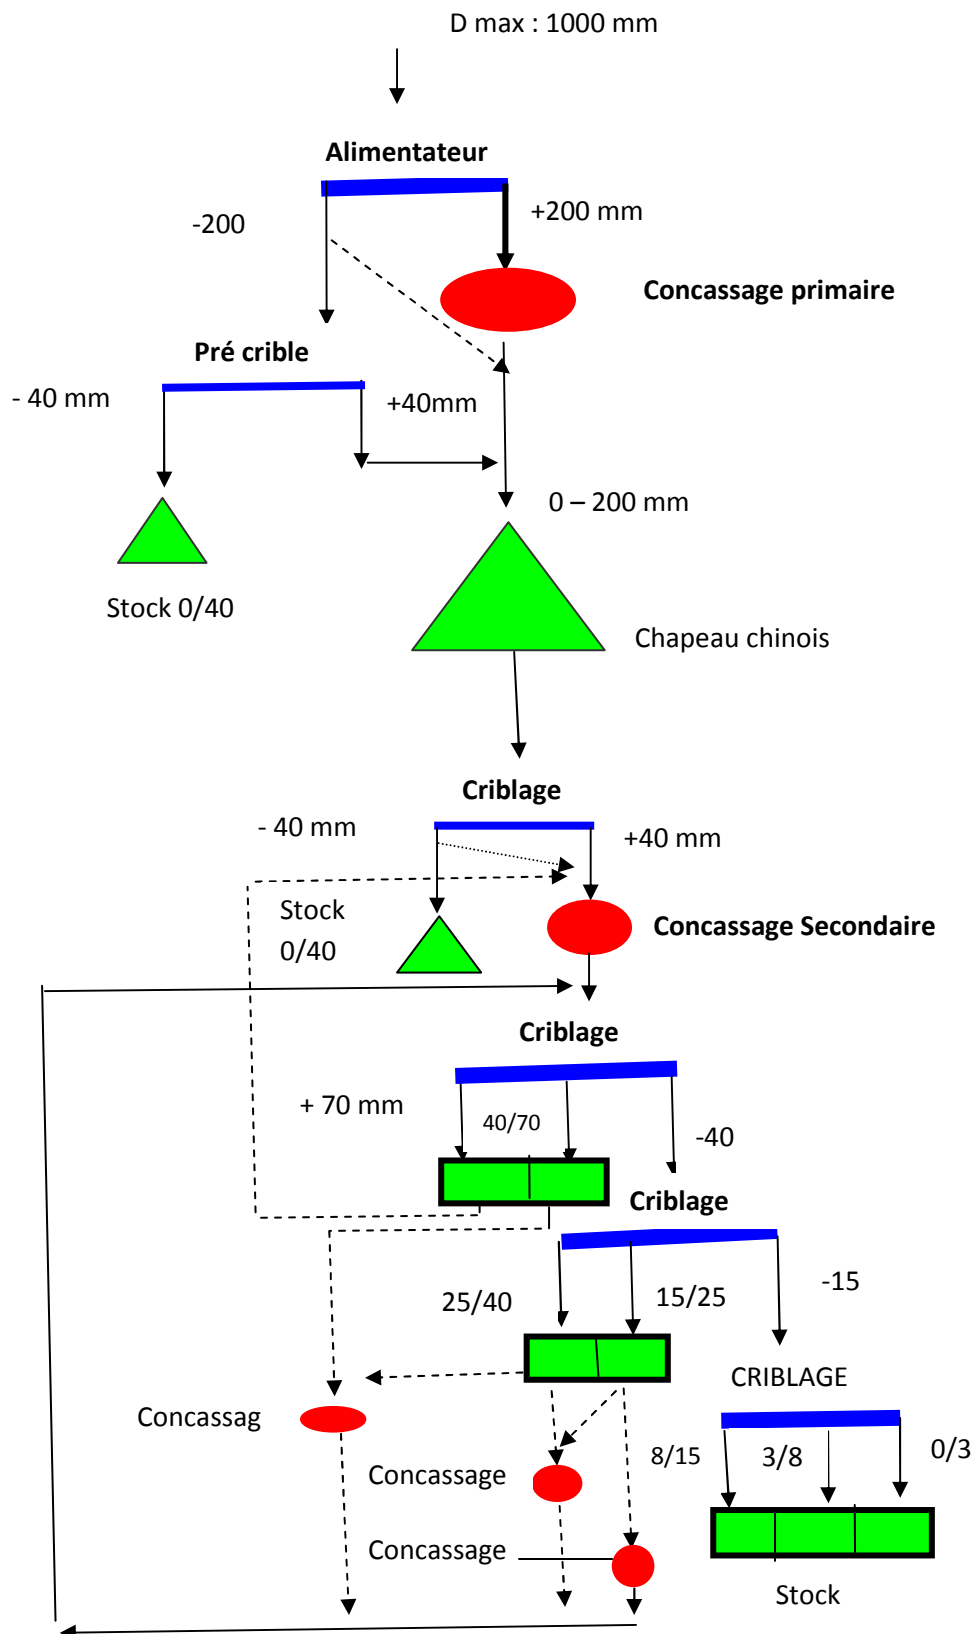 D max : 1000 mm
Alimentateur
-200
+200 mm
Concassage primaire
Pré crible
- 40 mm
+40mm
0 – 200 mm
Stock 0/40
Chapeau chinois
Criblage
- 40 mm
+40 mm
Stock
0/40
Concassage Secondaire
Criblage
+ 70 mm
40/70
-40
Criblage
25/40
15/25
-15
CRIBLAGE
Concassag
8/15
3/8
0/3
Concassage
Concassage
Stock